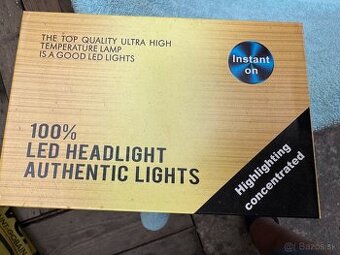 THE TOP QUALITY ULTRA HIGH
TEMPERATURE LAMP
IS A GOOD LED LIGHTS
Instant
on
100%
LED HEADLIGHT
AUTHENTIC LIGHTS
Highlighting
concentrated
Bazos.sk